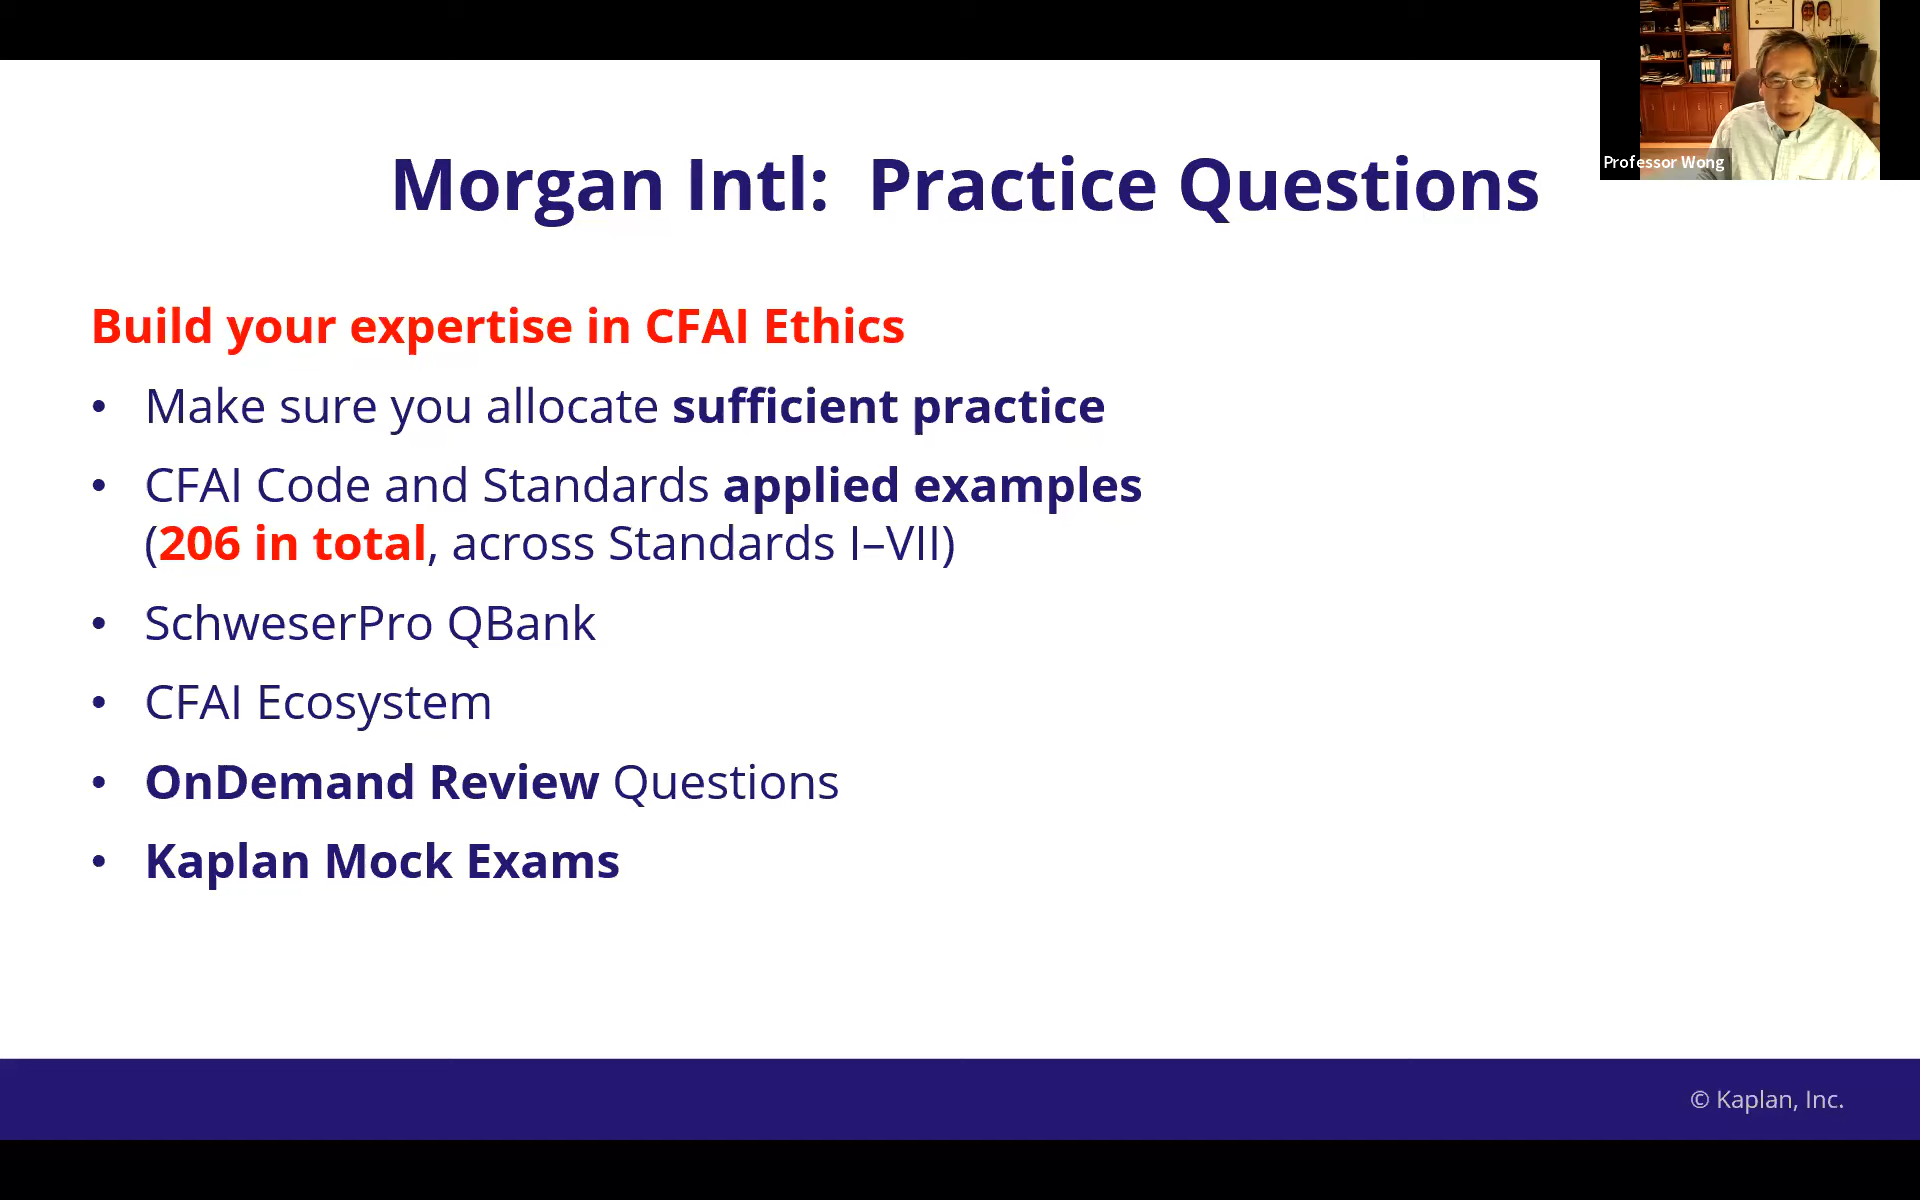 Professor Wong
Morgan Intl:  Practice Questions
Build your expertise in CFAI Ethics
• Make sure you allocate sufficient practice
• CFAI Code and Standards applied examples
(206 in total, across Standards I–VII)
• SchweserPro QBank
• CFAI Ecosystem
• OnDemand Review Questions
• Kaplan Mock Exams
© Kaplan, Inc.